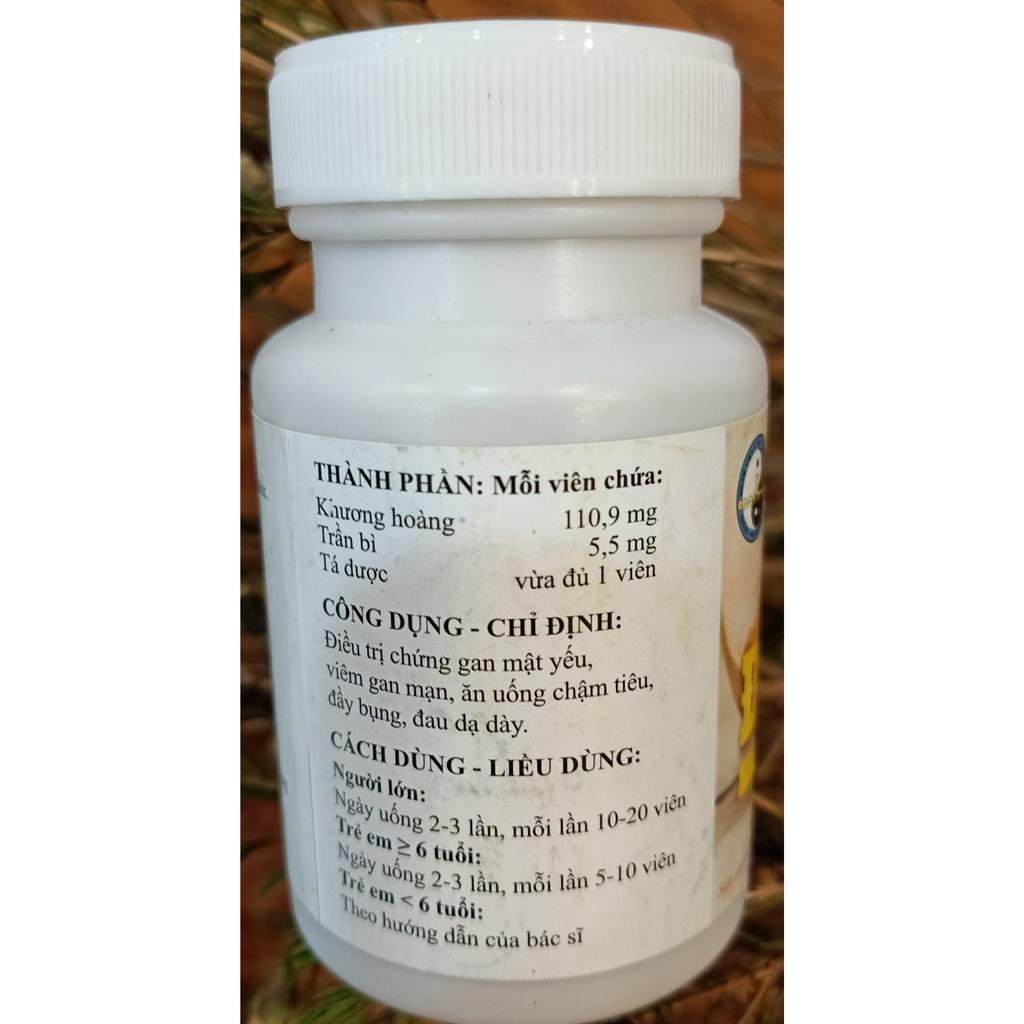 THÀNH PHẦN: Mỗi viên chứa:
Khương hoàng 110,9 mg
Trần bì 5,5 mg
Tá dược vừa đủ 1 viên
CÔNG DỤNG - CHỈ ĐỊNH:
Điều trị chứng gan mật yếu,
viêm gan mạn, ăn uống chậm tiêu,
đầy bụng, đau dạ dày.
CÁCH DÙNG - LIỀU DÙNG:
Người lớn:
Ngày uống 2-3 lần, mỗi lần 10-20 viên
Trẻ em ≥ 6 tuổi:
Ngày uống 2-3 lần, mỗi lần 5-10 viên
Trẻ em < 6 tuổi:
Theo hướng dẫn của bác sĩ